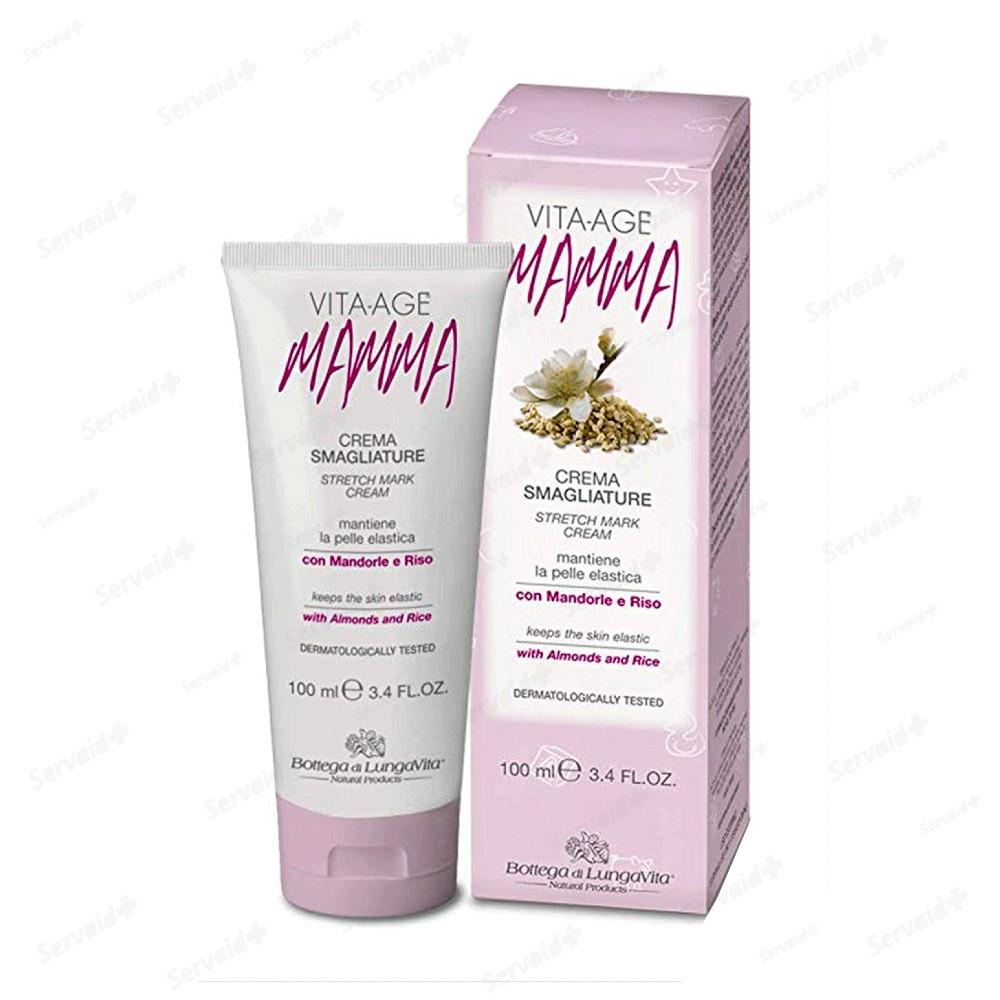 VITA-AGE
MAMMA
CREMA
SMAGLIATURE
STRETCH MARK
CREAM
mantiene
la pelle elastica
con Mandorle e Riso
keeps the skin elastic
with Almonds and Rice
DERMATOLOGICALLY TESTED
100 ml e 3.4 FL.OZ.
Bottega di LungaVita®
Natural Products
VITA-AGE
MAMMA
CREMA
SMAGLIATURE
STRETCH MARK
CREAM
mantiene
la pelle elastica
con Mandorle e Riso
keeps the skin elastic
with Almonds and Rice
DERMATOLOGICALLY TESTED
100 ml e 3.4 FL.OZ.
Bottega di LungaVita®
Natural Products
Servaid